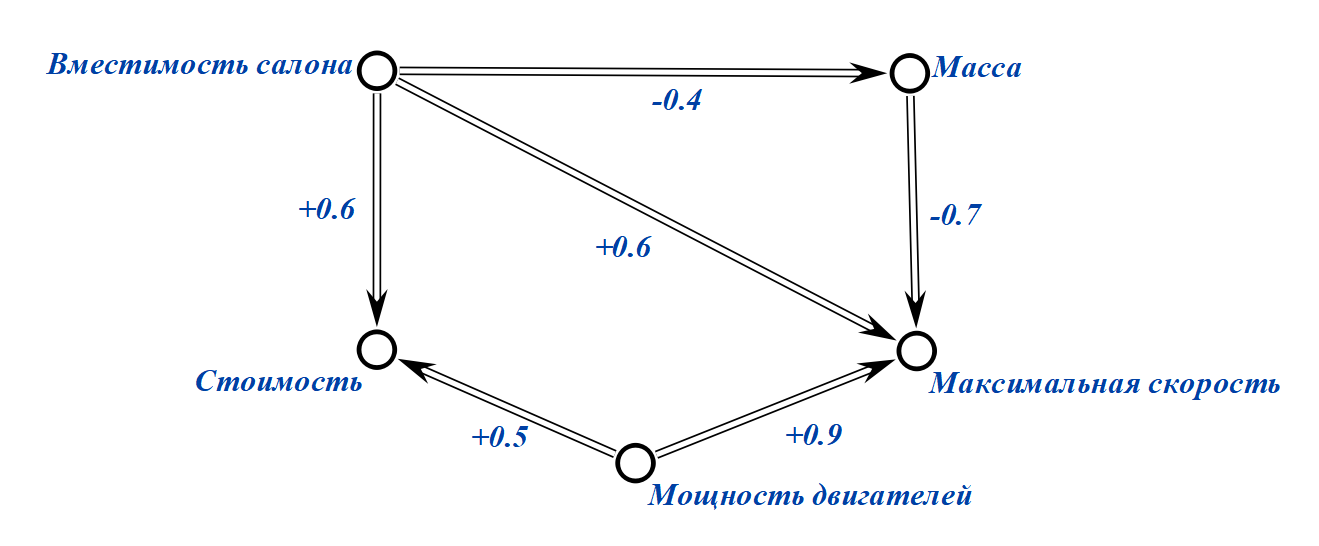 Вместимость салона
Масса
-0.4
+0.6
-0.7
+0.6
Стоимость
Максимальная скорость
+0.5
+0.9
Мощность двигателей